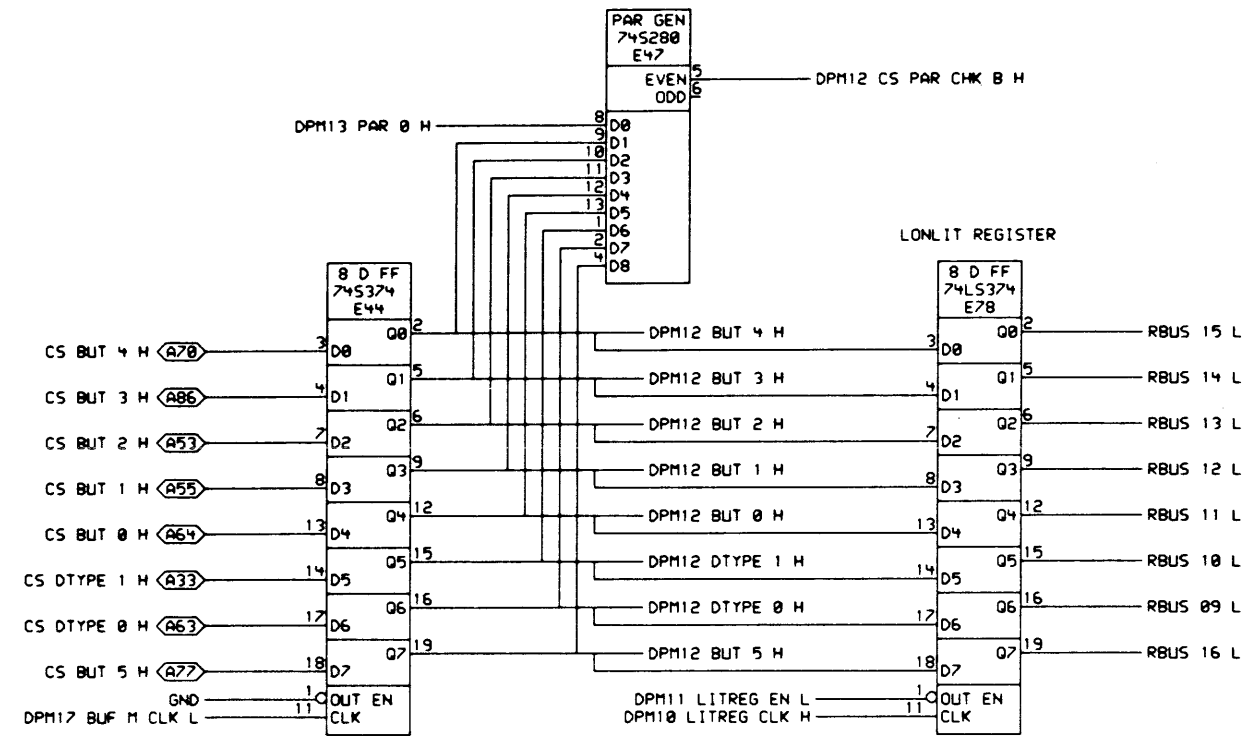 PAR GEN
74S280
E47
EVEN 5 DPM12 CS PAR CHK B H
ODD 6
DPM13 PAR 0 H 8 D0
9 D1
10 D2
11 D3
12 D4
13 D5
1 D6
2 D7
4 D8
LONLIT REGISTER
8 D FF
74S374
E44
8 D FF
74LS374
E78
Q0 2 DPM12 BUT 4 H Q0 2 RBUS 15 L
CS BUT 4 H A70 3 D0 3 D0
Q1 5 DPM12 BUT 3 H Q1 5 RBUS 14 L
CS BUT 3 H A86 4 D1 4 D1
Q2 6 DPM12 BUT 2 H Q2 6 RBUS 13 L
CS BUT 2 H A53 7 D2 7 D2
Q3 9 DPM12 BUT 1 H Q3 9 RBUS 12 L
CS BUT 1 H A55 8 D3 8 D3
Q4 12 DPM12 BUT 0 H Q4 12 RBUS 11 L
CS BUT 0 H A64 13 D4 13 D4
Q5 15 DPM12 DTYPE 1 H Q5 15 RBUS 10 L
CS DTYPE 1 H A33 14 D5 14 D5
Q6 16 DPM12 DTYPE 0 H Q6 16 RBUS 09 L
CS DTYPE 0 H A63 17 D6 17 D6
Q7 19 DPM12 BUT 5 H Q7 19 RBUS 16 L
CS BUT 5 H A77 18 D7 18 D7
GND 1 OUT EN DPM11 LITREG EN L 1 OUT EN
DPM17 BUF M CLK L 11 CLK DPM10 LITREG CLK H 11 CLK